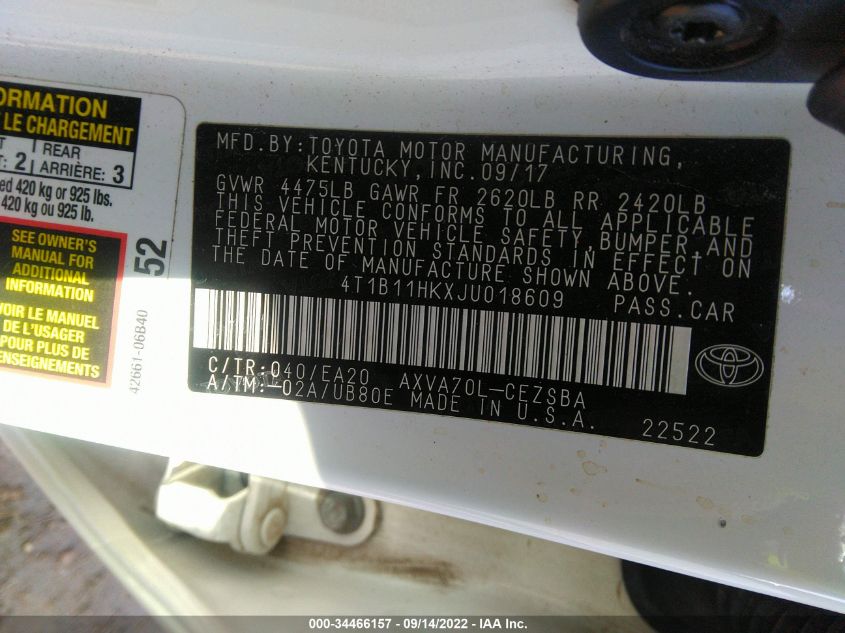 ORMATION
LE CHARGEMENT
T: 2 REAR
ARRIÈRE: 3
ed 420 kg or 925 lbs.
420 kg ou 925 lb.
SEE OWNER'S
MANUAL FOR
ADDITIONAL
INFORMATION
VOIR LE MANUEL
DE L'USAGER
POUR PLUS DE
ENSEIGNEMENTS
52
42661-06B40
MFD.BY: TOYOTA MOTOR MANUFACTURING,
KENTUCKY, INC. 09/17
GVWR 4475LB GAWR FR 2620LB RR 2420LB
THIS VEHICLE CONFORMS TO ALL APPLICABLE
FEDERAL MOTOR VEHICLE SAFETY, BUMPER, AND
THEFT PREVENTION STANDARDS IN EFFECT ON
THE DATE OF MANUFACTURE SHOWN ABOVE.
4T1B11HKXJU018609 PASS.CAR
C/TR: 040/EA20 AXVA70L-CEZSBA
A/TM:-02A/UB80E MADE IN U.S.A.
22522
000-34466157 - 09/14/2022 - IAA Inc.